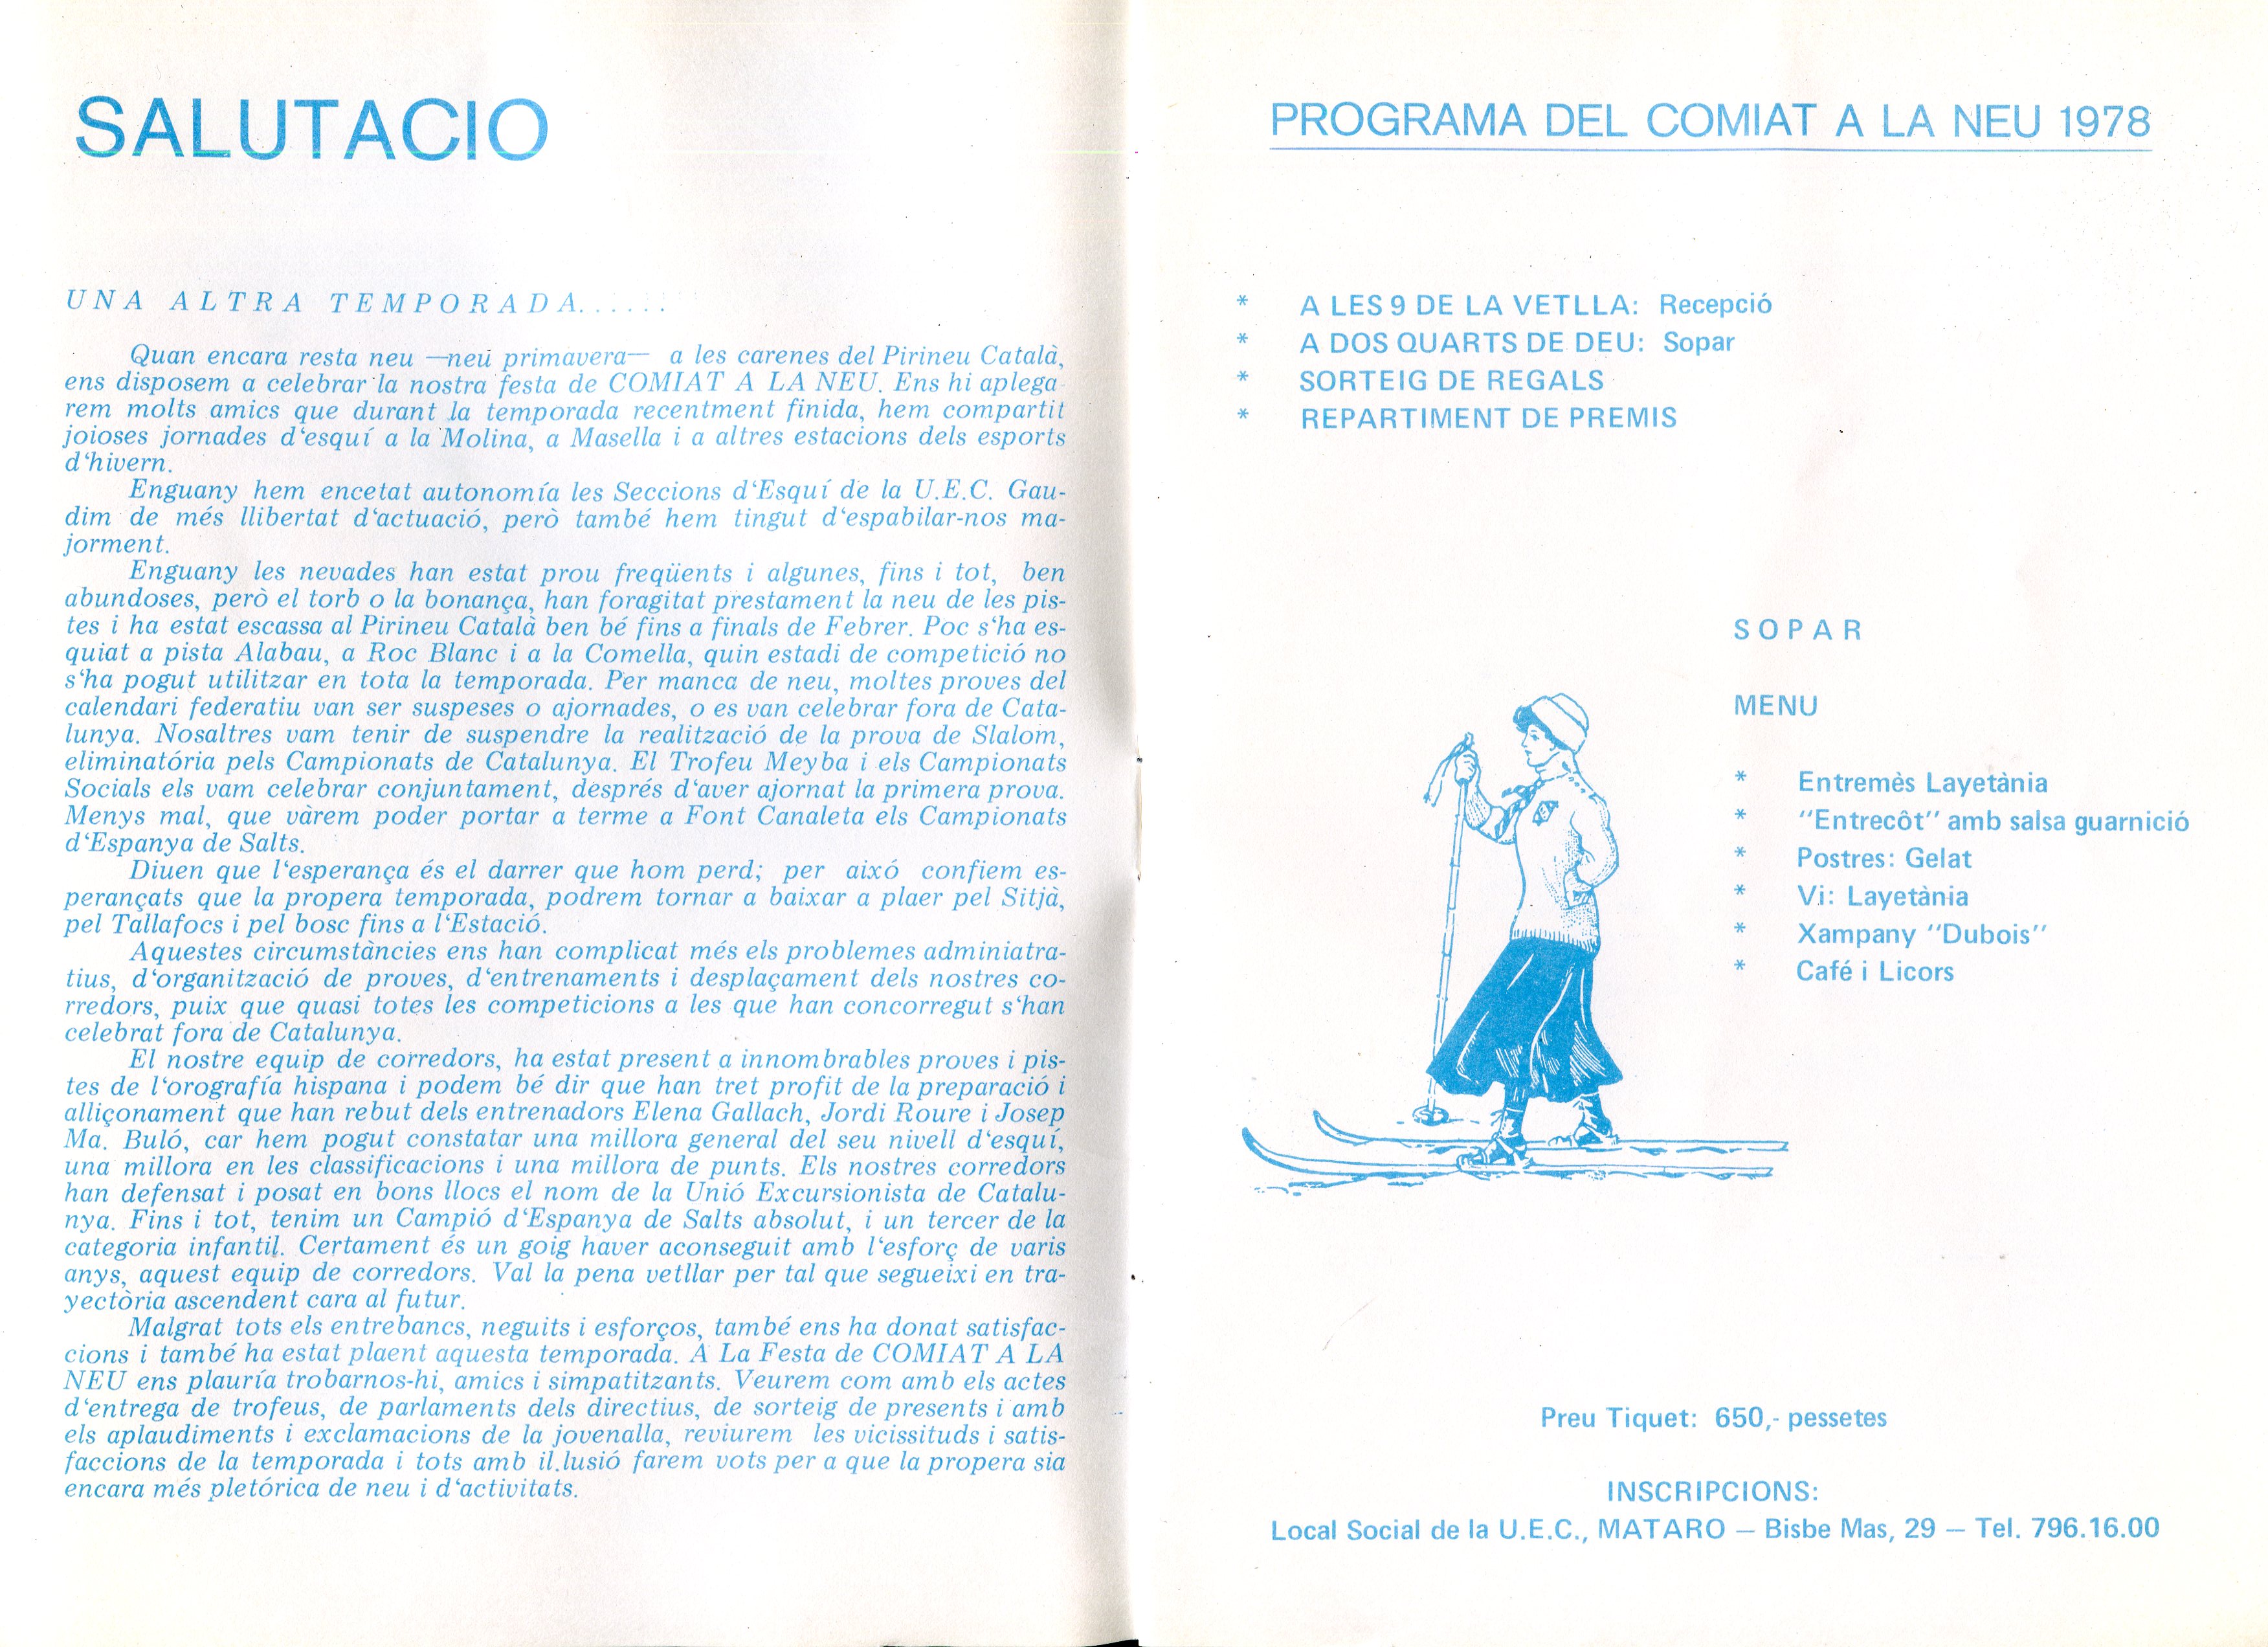 SALUTACIO
UNA ALTRA TEMPORADA......
Quan encara resta neu —neu primavera— a les carenes del Pirineu Català,
ens disposem a celebrar la nostra festa de COMIAT A LA NEU. Ens hi aplega
rem molts amics que durant la temporada recentment finida, hem compartit
joioses jornades d‘esquí a la Molina, a Masella i a altres estacions dels esports
d‘hivern.
Enguany hem encetat autonomía les Seccions d‘Esquí de la U.E.C. Gau-
dim de més llibertat d‘actuació, però també hem tingut d‘espabilar-nos ma-
jorment.
Enguany les nevades han estat prou freqüents i algunes, fins i tot, ben
abundoses, però el torb o la bonança, han foragitat prestament la neu de les pis-
tes i ha estat escassa al Pirineu Català ben bé fins a finals de Febrer. Poc s‘ha es-
quiat a pista Alabau, a Roc Blanc i a la Comella, quin estadi de competició no
s‘ha pogut utilitzar en tota la temporada. Per manca de neu, moltes proves del
calendari federatiu van ser suspeses o ajornades, o es van celebrar fora de Cata-
lunya. Nosaltres vam tenir de suspendre la realització de la prova de Slalom,
eliminatória pels Campionats de Catalunya. El Trofeu Meyba i els Campionats
Socials els vam celebrar conjuntament, després d‘aver ajornat la primera prova.
Menys mal, que vàrem poder portar a terme a Font Canaleta els Campionats
d‘Espanya de Salts.
Diuen que l‘esperança és el darrer que hom perd; per aixó confiem es-
perançats que la propera temporada, podrem tornar a baixar a plaer pel Sitjà,
pel Tallafocs i pel bosc fins a l‘Estació.
Aquestes circumstàncies ens han complicat més els problemes adminiatra-
tius, d‘organització de proves, d‘entrenaments i desplaçament dels nostres co-
rredors, puix que quasi totes les competicions a les que han concorregut s‘han
celebrat fora de Catalunya.
El nostre equip de corredors, ha estat present a innombrables proves i pis-
tes de l‘orografía hispana i podem bé dir que han tret profit de la preparació i
alliçonament que han rebut dels entrenadors Elena Gallach, Jordi Roure i Josep
Ma. Buló, car hem pogut constatar una millora general del seu nivell d‘esquí,
una millora en les classificacions i una millora de punts. Els nostres corredors
han defensat i posat en bons llocs el nom de la Unió Excursionista de Catalu-
nya. Fins i tot, tenim un Campió d‘Espanya de Salts absolut, i un tercer de la
categoria infantil. Certament és un goig haver aconseguit amb l‘esforç de varis
anys, aquest equip de corredors. Val la pena vetllar per tal que segueixi en tra-
yectòria ascendent cara al futur.
Malgrat tots els entrebancs, neguits i esforços, també ens ha donat satisfac-
cions i també ha estat plaent aquesta temporada. A La Festa de COMIAT A LA
NEU ens plauría trobarnos-hi, amics i simpatitzants. Veurem com amb els actes
d‘entrega de trofeus, de parlaments dels directius, de sorteig de presents i amb
els aplaudiments i exclamacions de la jovenalla, reviurem les vicissituds i satis-
faccions de la temporada i tots amb il.lusió farem vots per a que la propera sia
encara més pletórica de neu i d‘activitats.
PROGRAMA DEL COMIAT A LA NEU 1978
* A LES 9 DE LA VETLLA: Recepció
* A DOS QUARTS DE DEU: Sopar
* SORTEIG DE REGALS
* REPARTIMENT DE PREMIS
SOPAR
MENU
* Entremès Layetània
* "Entrecôt" amb salsa guarnició
* Postres: Gelat
* Vi: Layetània
* Xampany "Dubois"
* Café i Licors
Preu Tiquet: 650,- pessetes
INSCRIPCIONS:
Local Social de la U.E.C., MATARO — Bisbe Mas, 29 — Tel. 796.16.00